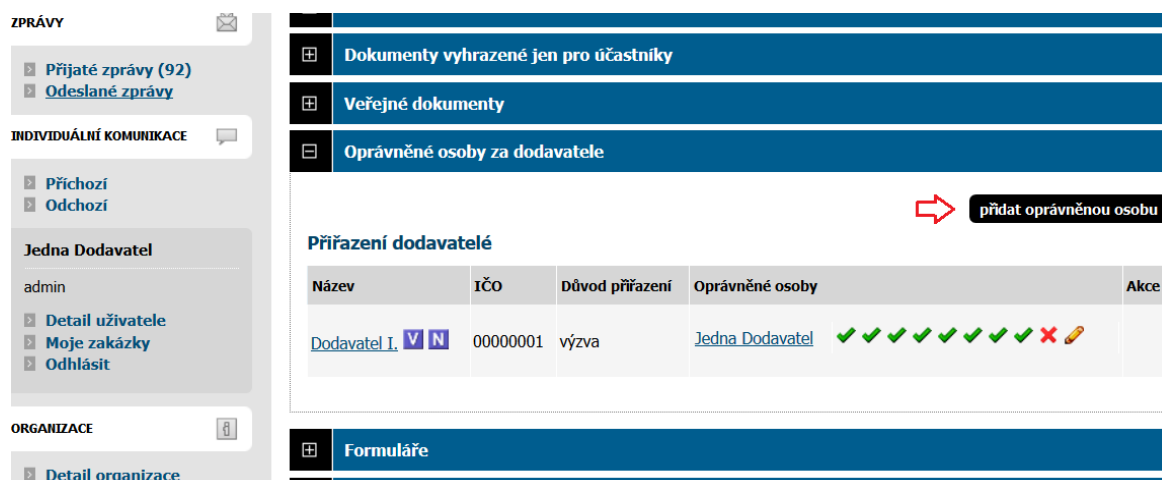 ZPRÁVY
Přijaté zprávy (92)
Odeslané zprávy
INDIVIDUÁLNÍ KOMUNIKACE
Příchozí
Odchozí
Jedna Dodavatel
admin
Detail uživatele
Moje zakázky
Odhlásit
ORGANIZACE
Detail organizace
Dokumenty vyhrazené jen pro účastníky
Veřejné dokumenty
Oprávněné osoby za dodavatele
přidat oprávněnou osobu
Přiřazení dodavatelé
Název IČO Důvod přiřazení Oprávněné osoby Akce
Dodavatel I. V N 00000001 výzva Jedna Dodavatel
Formuláře